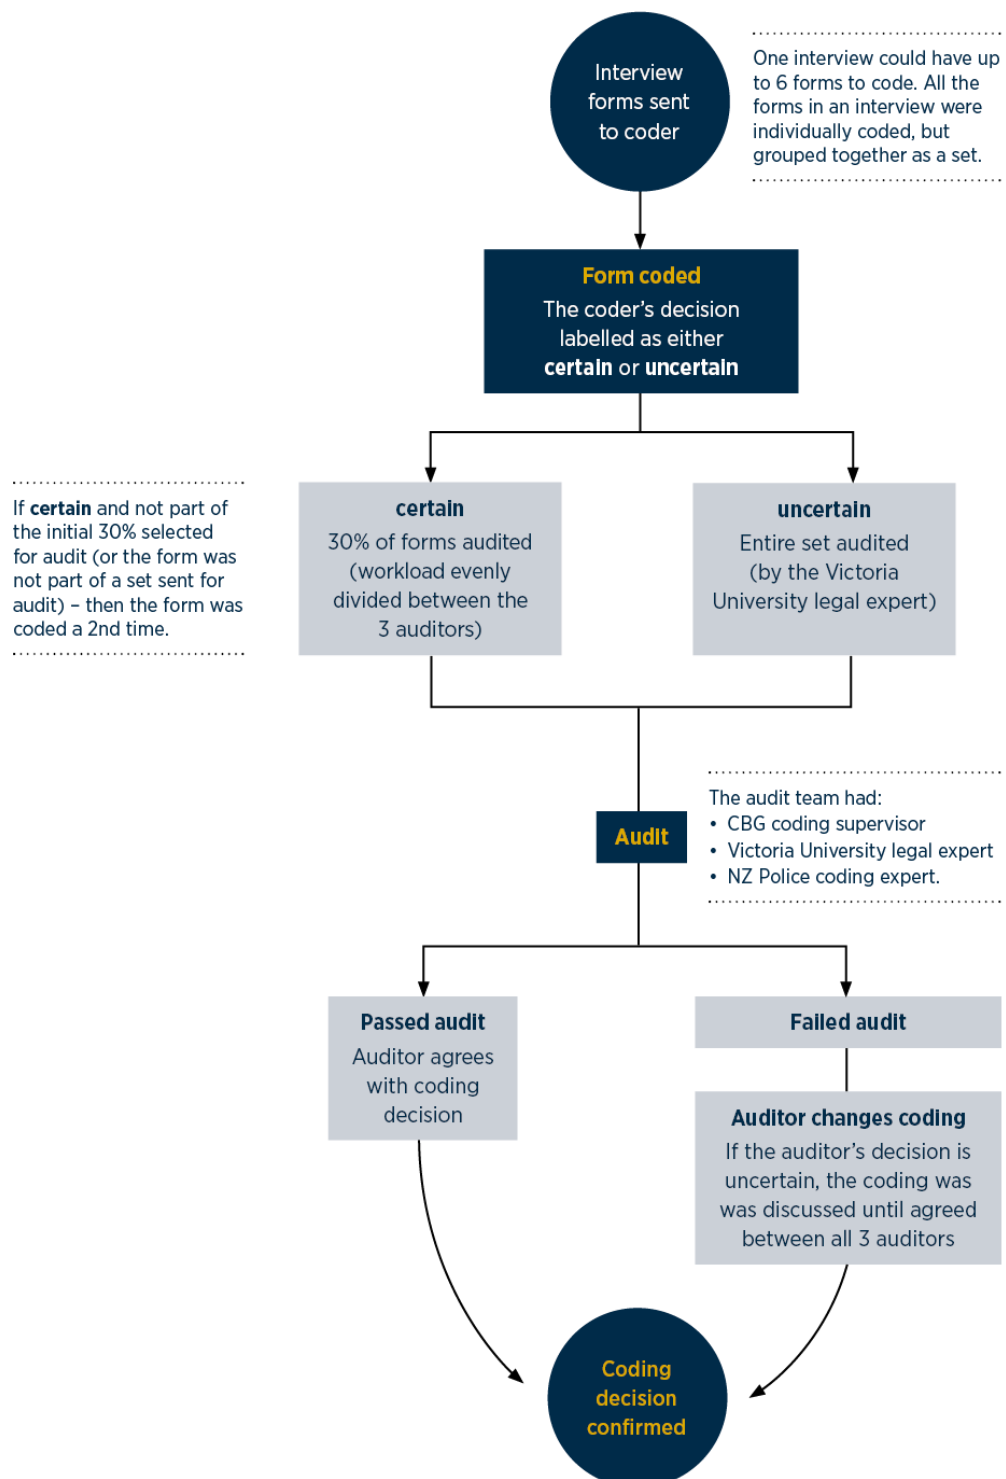 Interview
forms sent
to coder
One interview could have up
to 6 forms to code. All the
forms in an interview were
individually coded, but
grouped together as a set.
Form coded
The coder's decision
labelled as either
certain or uncertain
If certain and not part of
the initial 30% selected
for audit (or the form was
not part of a set sent for
audit) – then the form was
coded a 2nd time.
certain
30% of forms audited
(workload evenly
divided between the
3 auditors)
uncertain
Entire set audited
(by the Victoria
University legal expert)
Audit
The audit team had:
• CBG coding supervisor
• Victoria University legal expert
• NZ Police coding expert.
Passed audit
Auditor agrees
with coding
decision
Failed audit
Auditor changes coding
If the auditor's decision is
uncertain, the coding was
was discussed until agreed
between all 3 auditors
Coding
decision
confirmed